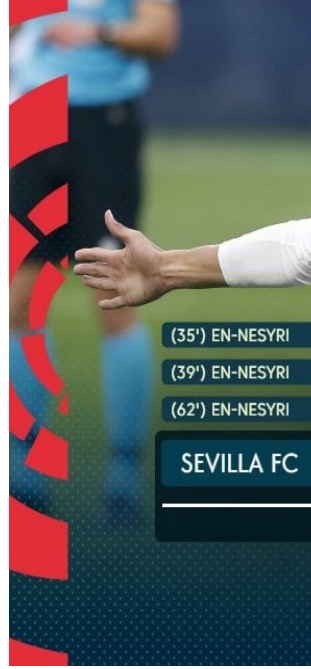 (35') EN-NESYRI
(39') EN-NESYRI
(62') EN-NESYRI
SEVILLA FC